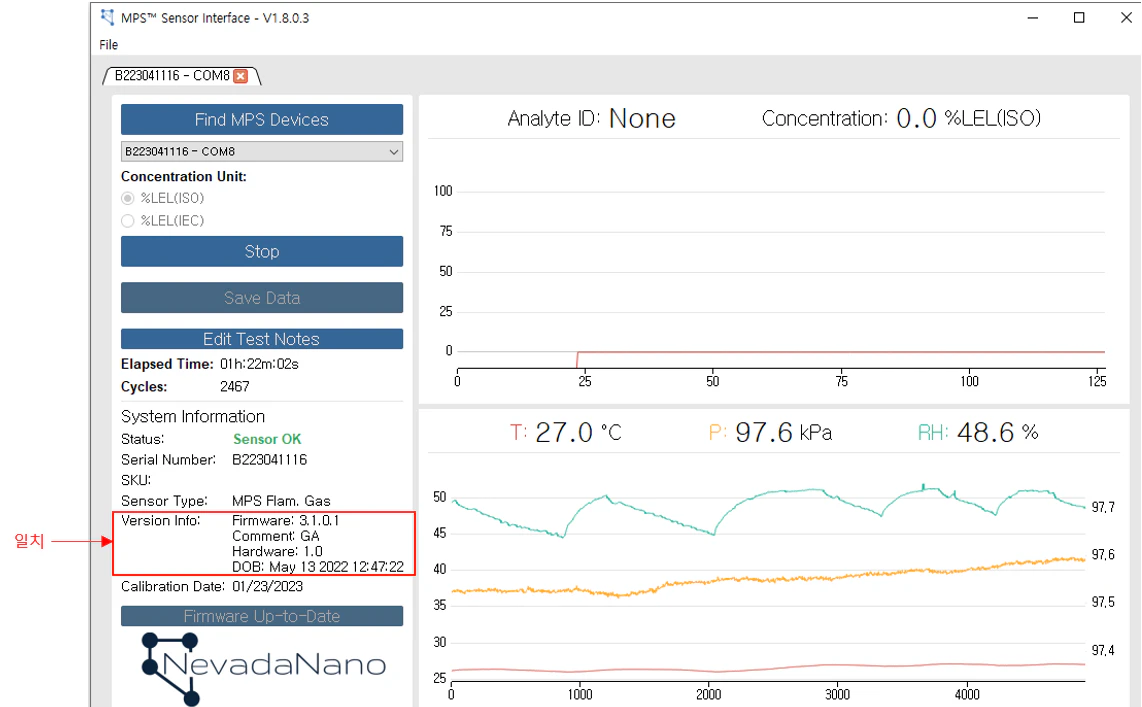 MPS™ Sensor Interface - V1.8.0.3
File
B223041116 - COM8
Find MPS Devices
B223041116 - COM8
Concentration Unit:
%LEL(ISO)
%LEL(IEC)
Stop
Save Data
Edit Test Notes
Elapsed Time: 01h:22m:02s
Cycles: 2467
System Information
Status: Sensor OK
Serial Number: B223041116
SKU:
Sensor Type: MPS Flam. Gas
일치
Version Info: Firmware: 3.1.0.1
Comment: GA
Hardware: 1.0
DOB: May 13 2022 12:47:22
Calibration Date: 01/23/2023
Firmware Up-to-Date
NevadaNano
Analyte ID: None Concentration: 0.0 %LEL(ISO)
100
75
50
25
0
0 25 50 75 100 125
T: 27.0 °C P: 97.6 kPa RH: 48.6 %
50 97,7
45
40 97,6
35 97,5
30 97,4
25
0 1000 2000 3000 4000